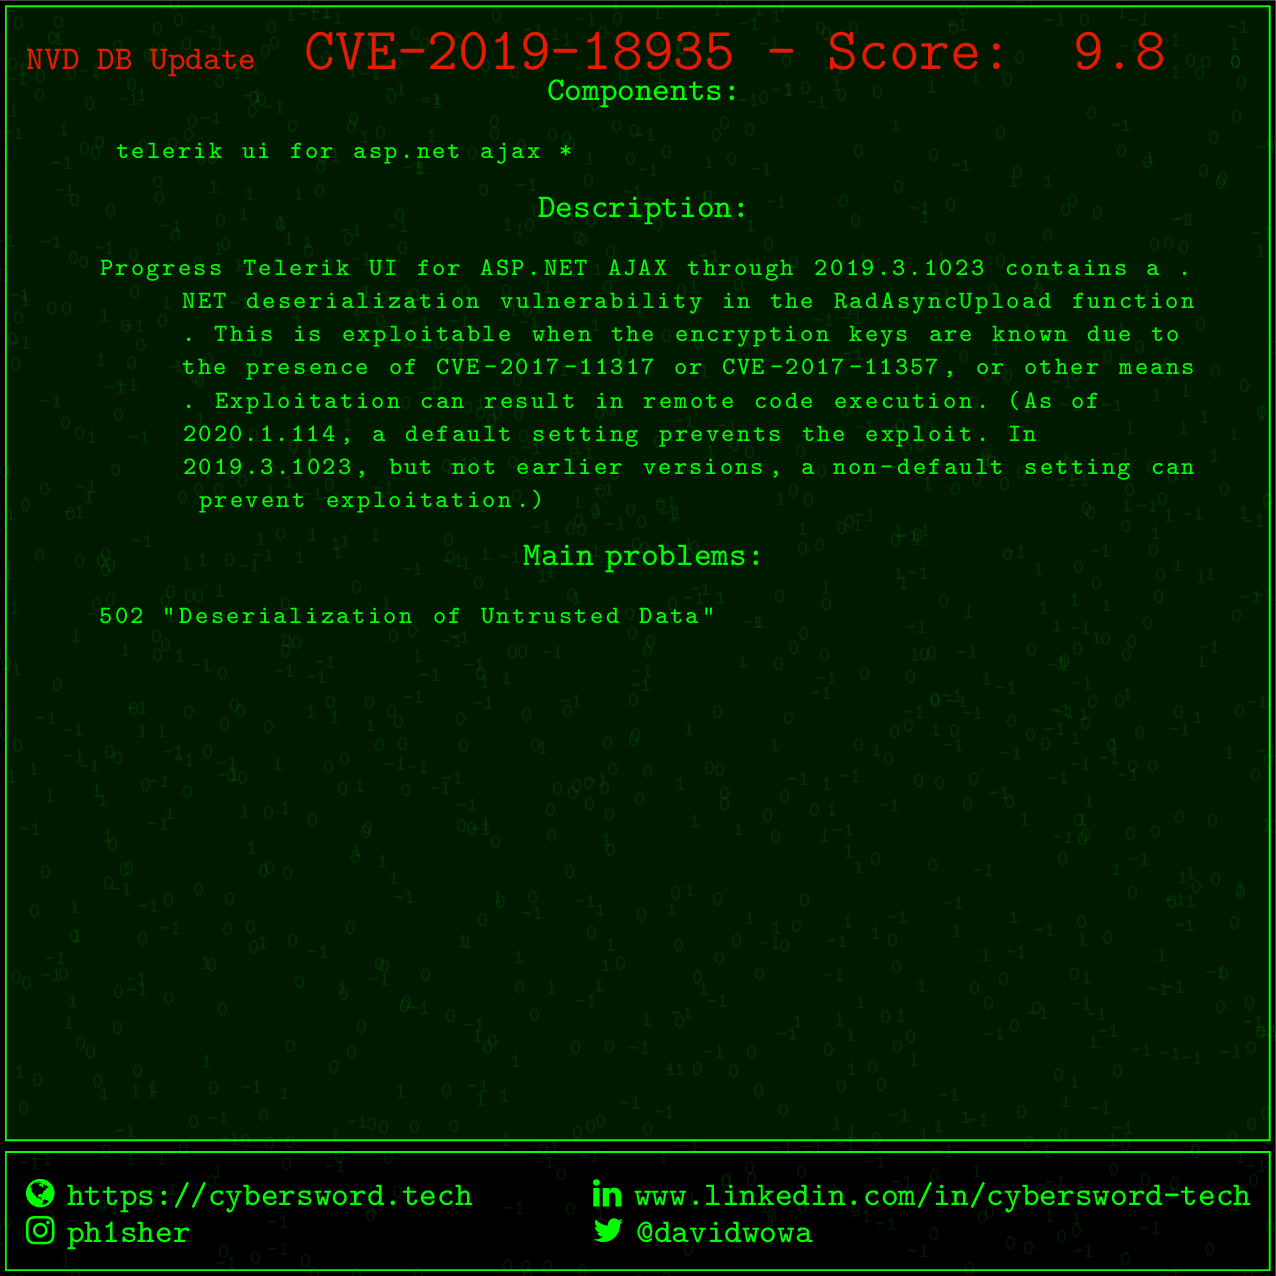 NVD DB Update CVE-2019-18935 - Score: 9.8
Components:
telerik ui for asp.net ajax *
Description:
Progress Telerik UI for ASP.NET AJAX through 2019.3.1023 contains a .
NET deserialization vulnerability in the RadAsyncUpload function
. This is exploitable when the encryption keys are known due to
the presence of CVE-2017-11317 or CVE-2017-11357, or other means
. Exploitation can result in remote code execution. (As of
2020.1.114, a default setting prevents the exploit. In
2019.3.1023, but not earlier versions, a non-default setting can
prevent exploitation.)
Main problems:
502 "Deserialization of Untrusted Data"
https://cybersword.tech
www.linkedin.com/in/cybersword-tech
ph1sher
@davidwowa